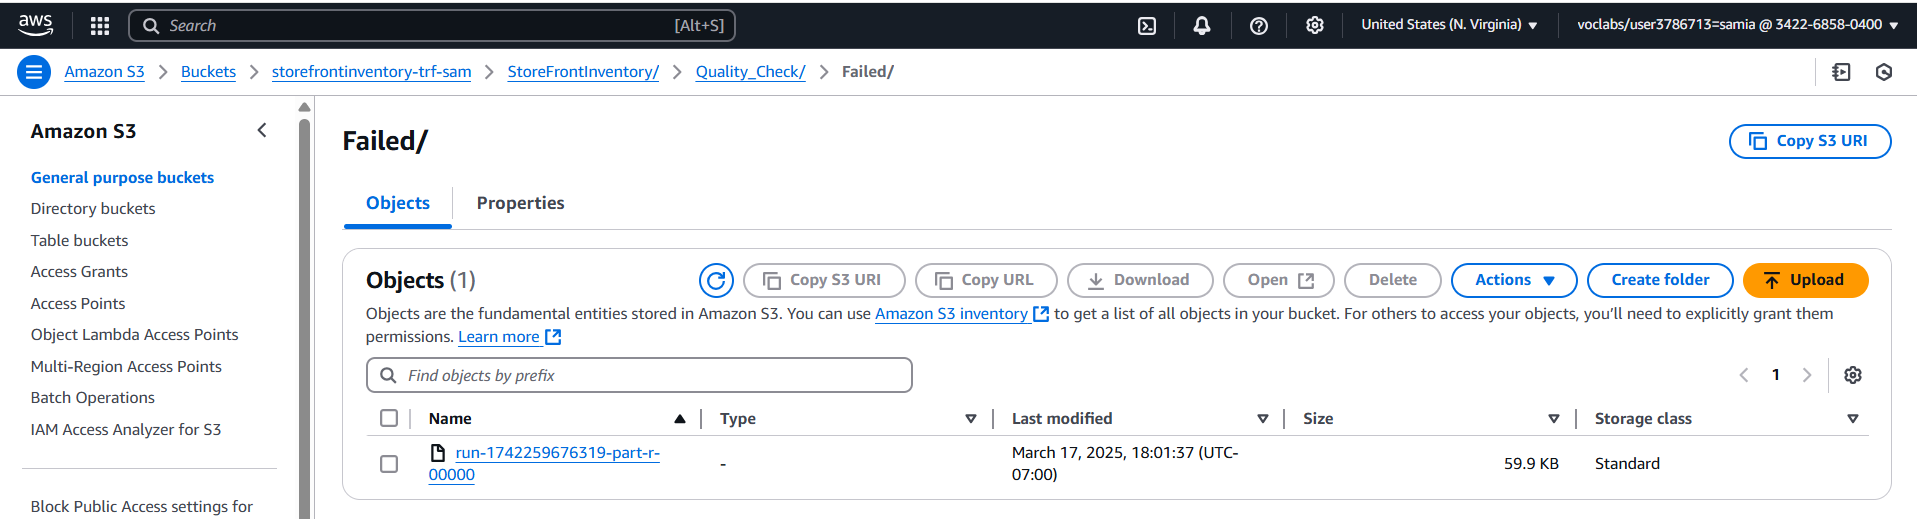 aws
Search [Alt+S]
United States (N. Virginia)
voclabs/user3786713=samia @ 3422-6858-0400
Amazon S3 > Buckets > storefrontinventory-trf-sam > StoreFrontInventory/ > Quality_Check/ > Failed/
Amazon S3
General purpose buckets
Directory buckets
Table buckets
Access Grants
Access Points
Object Lambda Access Points
Multi-Region Access Points
Batch Operations
IAM Access Analyzer for S3
Block Public Access settings for
Failed/
Copy S3 URI
Objects
Properties
Objects (1)
Copy S3 URI
Copy URL
Download
Open
Delete
Actions
Create folder
Upload
Objects are the fundamental entities stored in Amazon S3. You can use Amazon S3 inventory to get a list of all objects in your bucket. For others to access your objects, you'll need to explicitly grant them
permissions. Learn more
Find objects by prefix
1
Name
Type
Last modified
Size
Storage class
run-1742259676319-part-r-
00000
-
March 17, 2025, 18:01:37 (UTC-
07:00)
59.9 KB
Standard